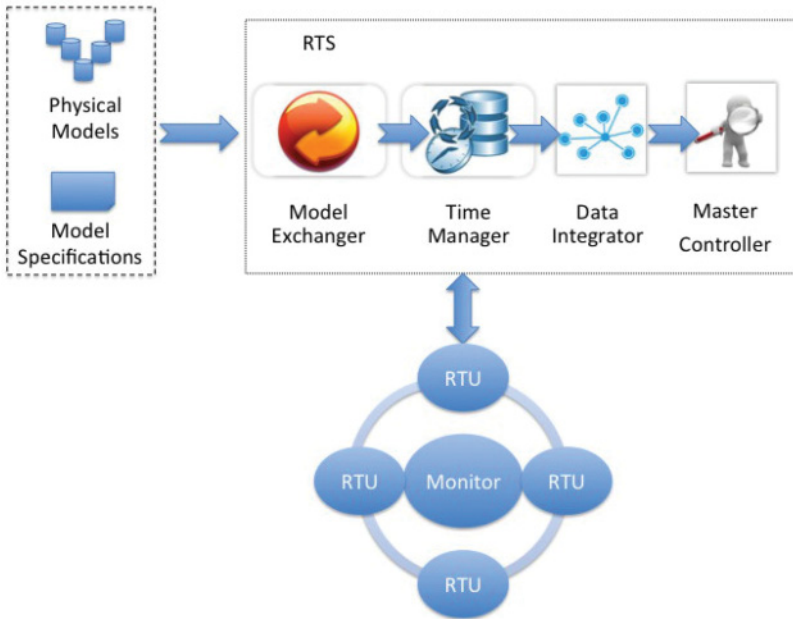 RTS
Physical
Models
Model
Specifications
Model
Exchanger
Time
Manager
Data
Integrator
Master
Controller
RTU
RTU
Monitor
RTU
RTU